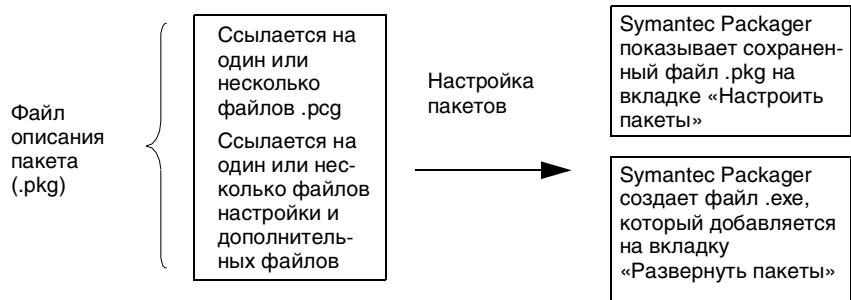 Файл
описания
пакета
(.pkg)
Ссылается на
один или
несколько
файлов .pcg
Ссылается на
один или нес-
колько файлов
настройки и
дополнитель-
ных файлов
Настройка
пакетов
Symantec Packager
показывает сохранен-
ный файл .pkg на
вкладке «Настроить
пакеты»
Symantec Packager
создает файл .exe,
который добавляется
на вкладку
«Развернуть пакеты»